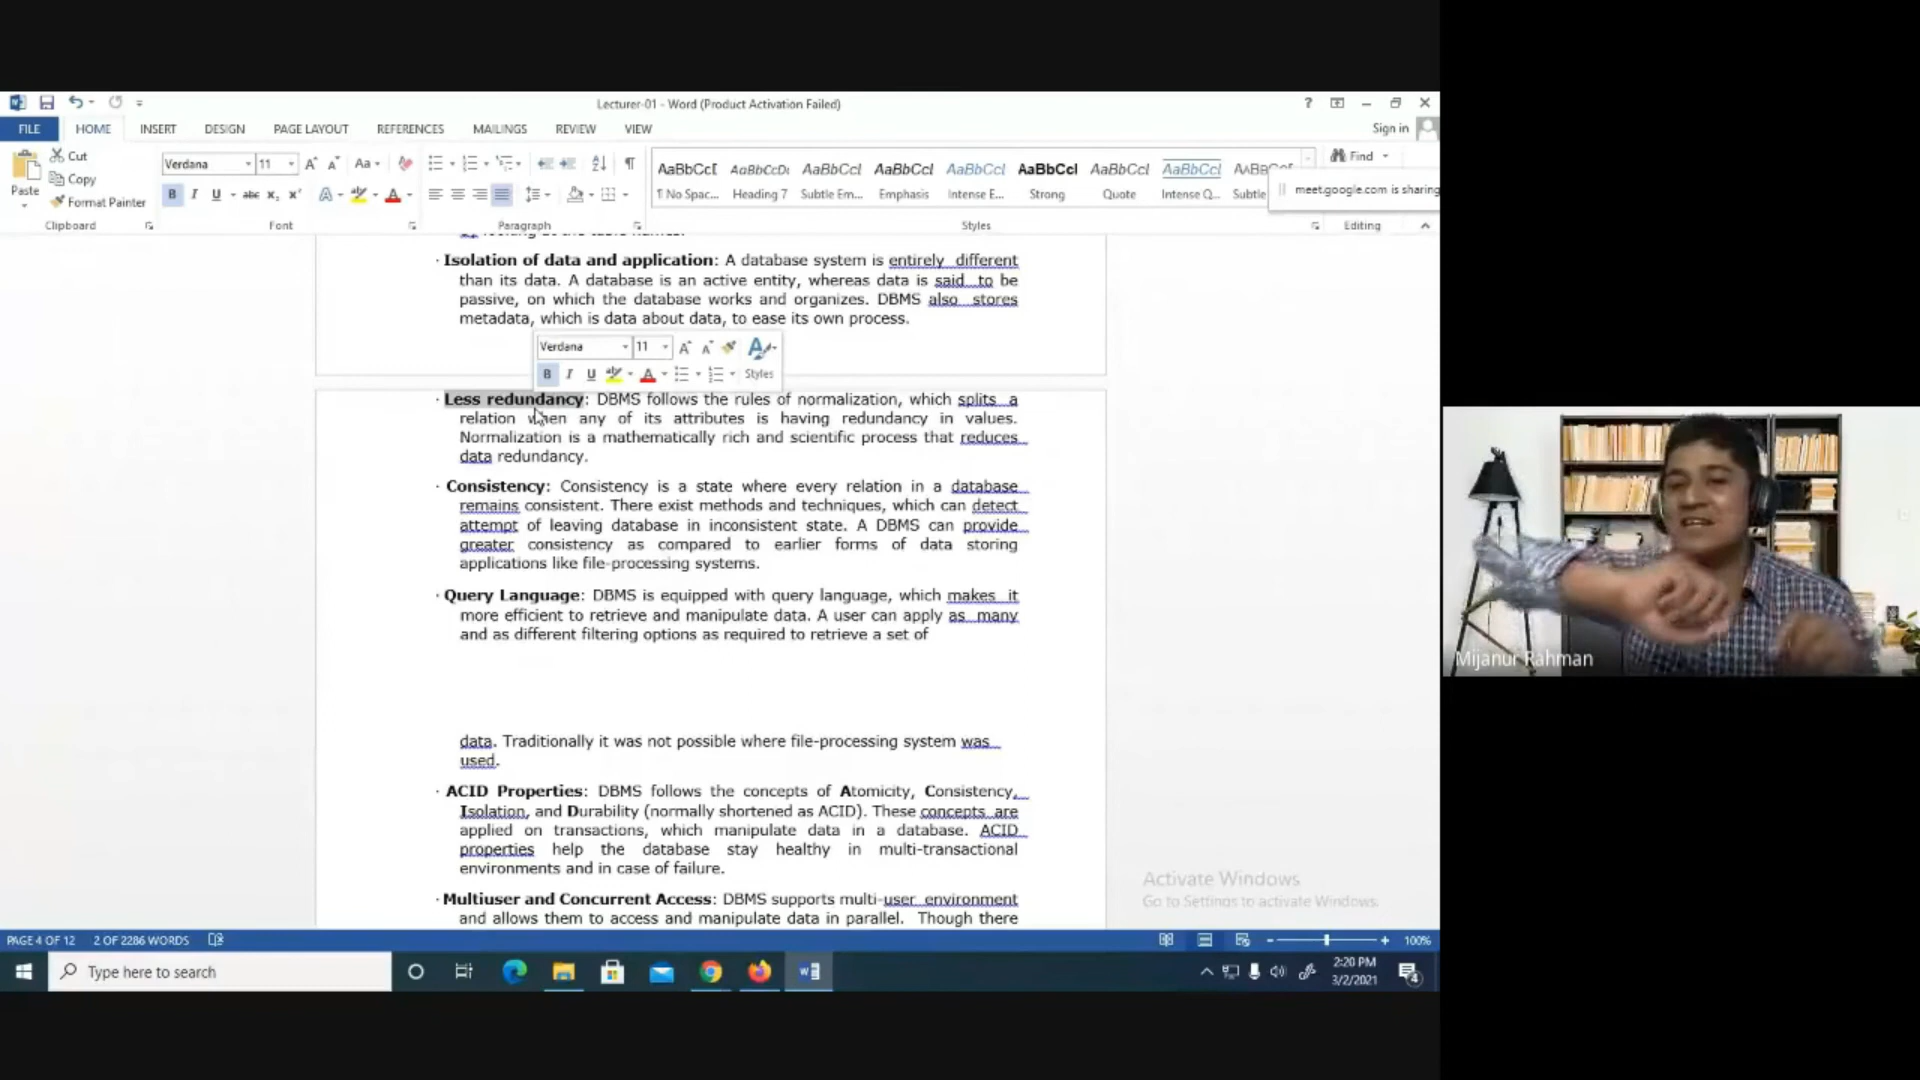 Lecturer-01 - Word (Product Activation Failed)
FILE HOME INSERT DESIGN PAGE LAYOUT REFERENCES MAILINGS REVIEW VIEW Sign in
Paste Cut Copy Format Painter
Verdana 11
AaBbCcI AaBbCcDt AaBbCcl AaBbCcl AaBbCcl AaBbCcl AaBbCcl AaBbCcl
¶ No Spac... Heading 7 Subtle Em... Emphasis Intense E... Strong Quote Intense Q... Subtle
Find
meet.google.com is sharing
Clipboard Font Paragraph Styles Editing
· Isolation of data and application: A database system is entirely different
than its data. A database is an active entity, whereas data is said to be
passive, on which the database works and organizes. DBMS also stores
metadata, which is data about data, to ease its own process.
Verdana 11
B I U Styles
· Less redundancy: DBMS follows the rules of normalization, which splits a
relation when any of its attributes is having redundancy in values.
Normalization is a mathematically rich and scientific process that reduces
data redundancy.
· Consistency: Consistency is a state where every relation in a database
remains consistent. There exist methods and techniques, which can detect
attempt of leaving database in inconsistent state. A DBMS can provide
greater consistency as compared to earlier forms of data storing
applications like file-processing systems.
· Query Language: DBMS is equipped with query language, which makes it
more efficient to retrieve and manipulate data. A user can apply as many
and as different filtering options as required to retrieve a set of
data. Traditionally it was not possible where file-processing system was
used.
· ACID Properties: DBMS follows the concepts of Atomicity, Consistency,
Isolation, and Durability (normally shortened as ACID). These concepts are
applied on transactions, which manipulate data in a database. ACID
properties help the database stay healthy in multi-transactional
environments and in case of failure.
· Multiuser and Concurrent Access: DBMS supports multi-user environment
and allows them to access and manipulate data in parallel. Though there
Activate Windows
Go to Settings to activate Windows.
Mijanur Rahman
PAGE 4 OF 12 2 OF 2286 WORDS 100%
Type here to search
2:20 PM
3/2/2021
4